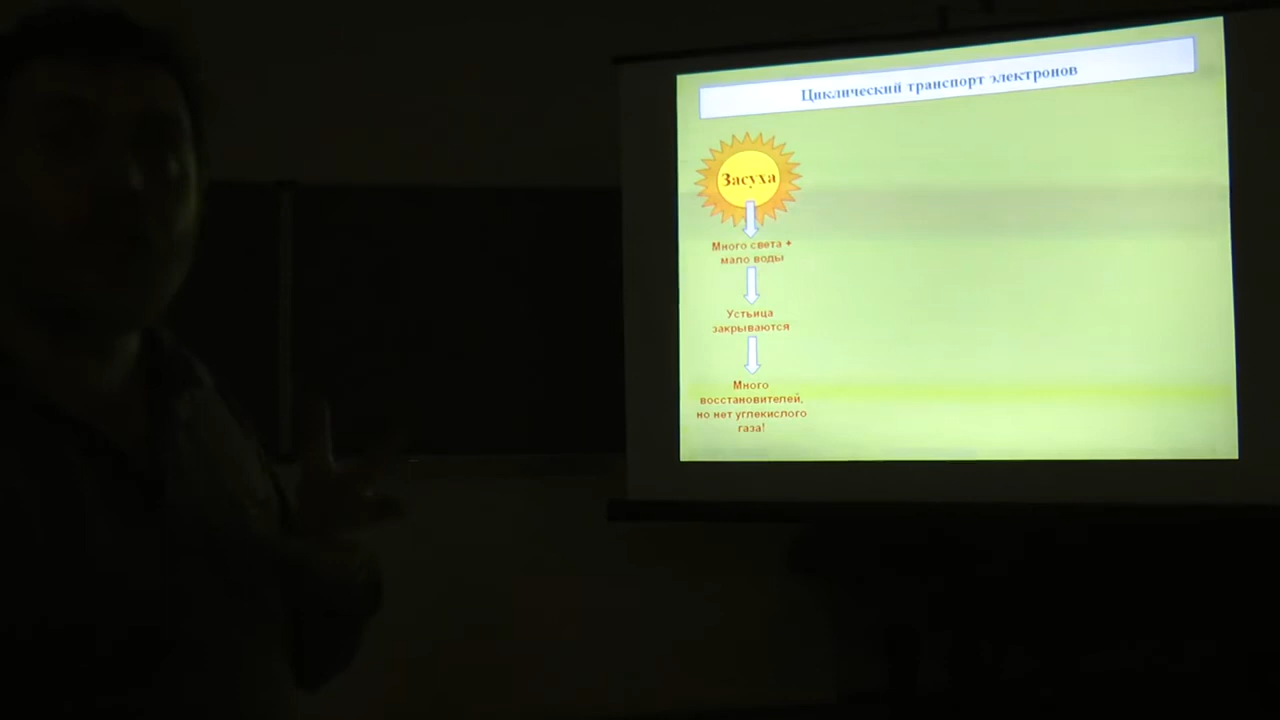 Циклический транспорт электронов
Засуха
Много света +
мало воды
Устьица
закрываются
Много
восстановителей,
но нет углекислого
газа!